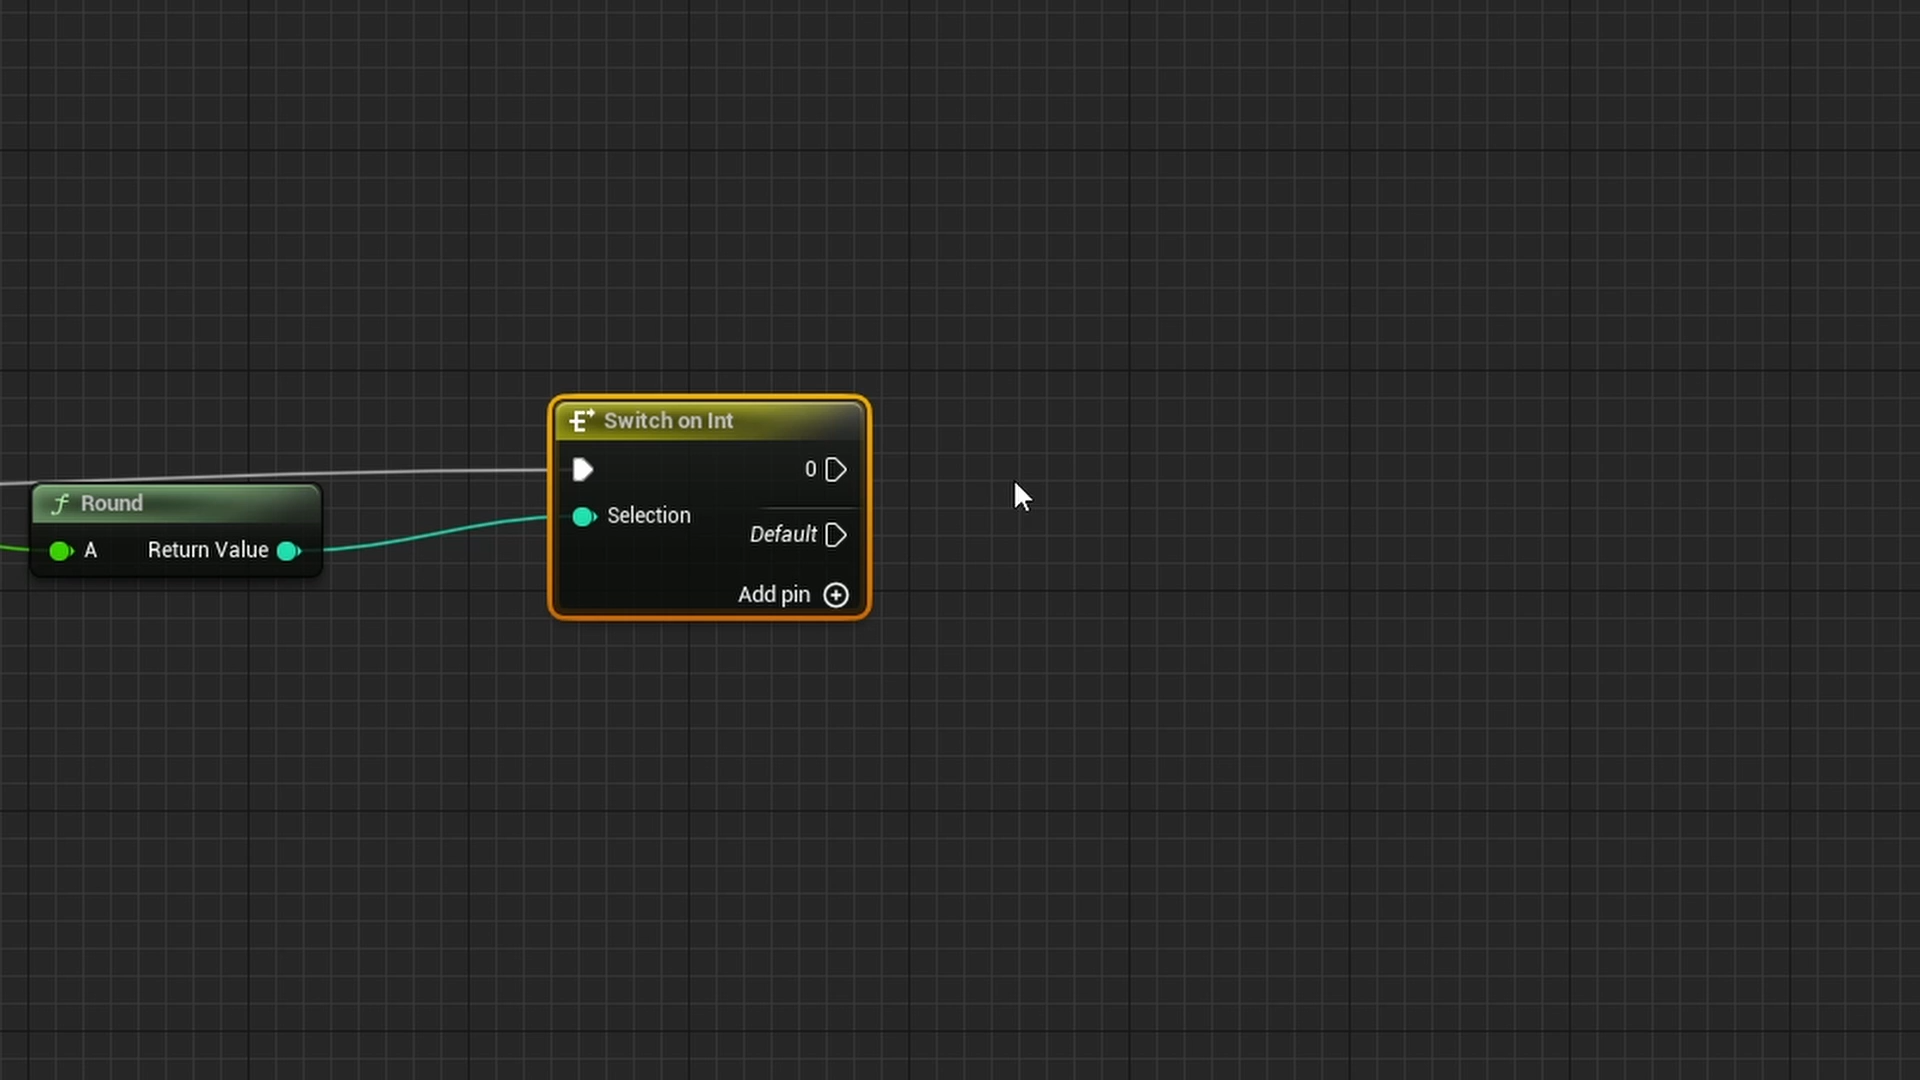 Switch on Int
0
Selection
Default
Add pin
Round
A
Return Value